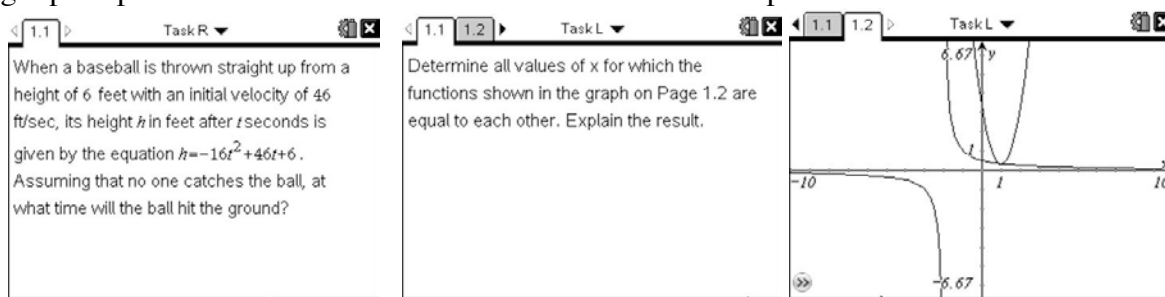 1.1 Task R
When a baseball is thrown straight up from a
height of 6 feet with an initial velocity of 46
ft/sec, its height h in feet after t seconds is
given by the equation h=-16t²+46t+6.
Assuming that no one catches the ball, at
what time will the ball hit the ground?
1.1 1.2 Task L
Determine all values of x for which the
functions shown in the graph on Page 1.2 are
equal to each other. Explain the result.
1.1 1.2 Task L
6.67 y
1
-10 1 10
-6.67